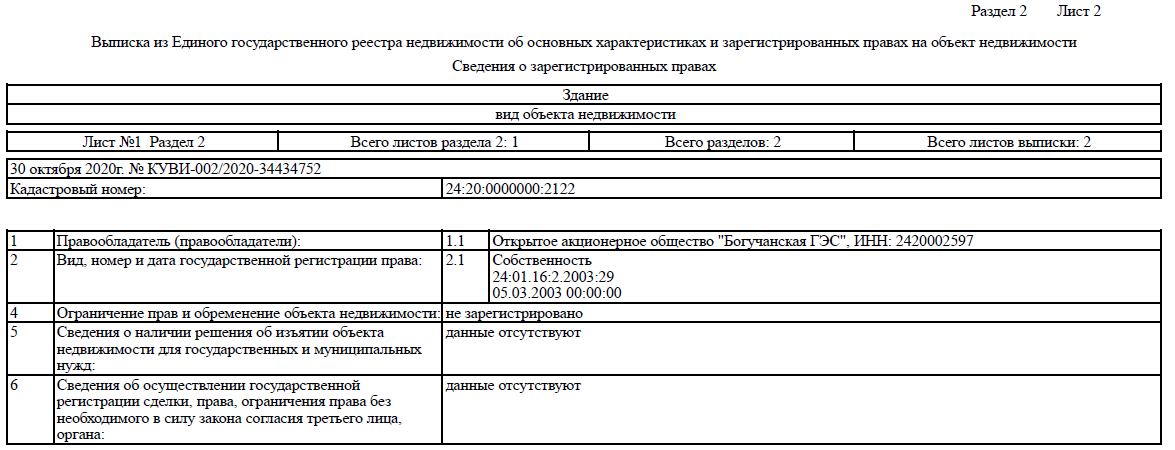 Раздел 2 Лист 2
Выписка из Единого государственного реестра недвижимости об основных характеристиках и зарегистрированных правах на объект недвижимости
Сведения о зарегистрированных правах
Здание
вид объекта недвижимости
Лист №1 Раздел 2 Всего листов раздела 2: 1 Всего разделов: 2 Всего листов выписки: 2
30 октября 2020г. № КУВИ-002/2020-34434752
Кадастровый номер: 24:20:0000000:2122
1 Правообладатель (правообладатели): 1.1 Открытое акционерное общество "Богучанская ГЭС", ИНН: 2420002597
2 Вид, номер и дата государственной регистрации права: 2.1 Собственность
24:01.16:2.2003:29
05.03.2003 00:00:00
4 Ограничение прав и обременение объекта недвижимости: не зарегистрировано
5 Сведения о наличии решения об изъятии объекта данные отсутствуют
недвижимости для государственных и муниципальных
нужд:
6 Сведения об осуществлении государственной данные отсутствуют
регистрации сделки, права, ограничения права без
необходимого в силу закона согласия третьего лица,
органа: